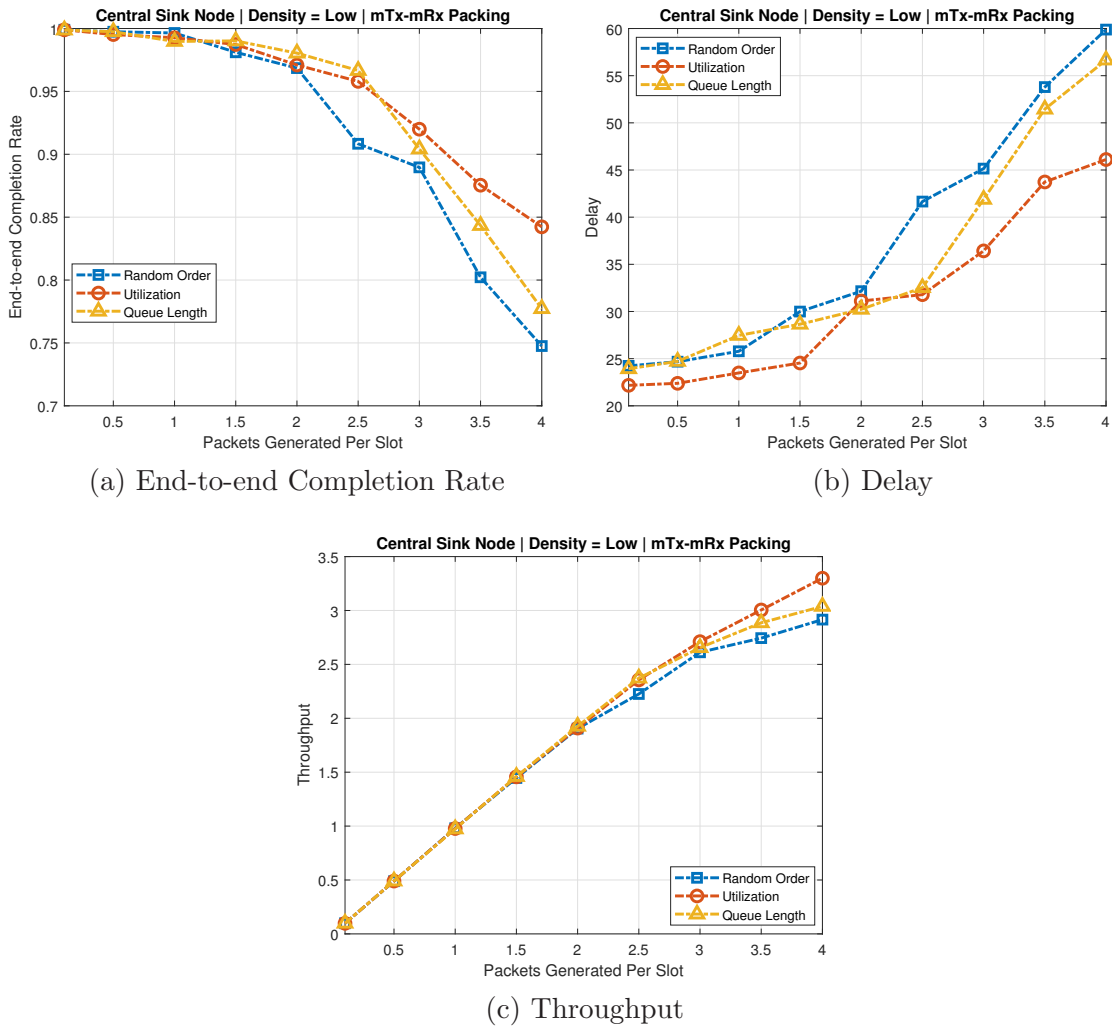 Central Sink Node | Density = Low | mTx-mRx Packing
1
0.95
0.9
0.85
0.8
0.75
0.7
End-to-end Completion Rate
Random Order
Utilization
Queue Length
0.5 1 1.5 2 2.5 3 3.5 4
Packets Generated Per Slot
(a) End-to-end Completion Rate
Central Sink Node | Density = Low | mTx-mRx Packing
60
55
50
45
40
35
30
25
20
Delay
Random Order
Utilization
Queue Length
0.5 1 1.5 2 2.5 3 3.5 4
Packets Generated Per Slot
(b) Delay
Central Sink Node | Density = Low | mTx-mRx Packing
3.5
3
2.5
2
1.5
1
0.5
0
Throughput
Random Order
Utilization
Queue Length
0.5 1 1.5 2 2.5 3 3.5 4
Packets Generated Per Slot
(c) Throughput